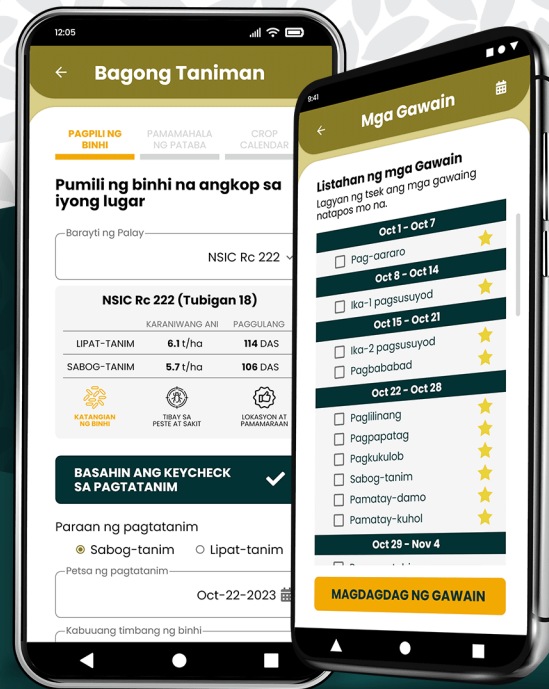 12:05
Bagong Taniman
PAGPILI NG
BINHI
PAMAMAHALA
NG PATABA
CROP
CALENDAR
Pumili ng binhi na angkop sa
iyong lugar
Barayti ng Palay
NSIC Rc 222
NSIC Rc 222 (Tubigan 18)
KARANIWANG ANI PAGGULANG
LIPAT-TANIM 6.1 t/ha 114 DAS
SABOG-TANIM 5.7 t/ha 106 DAS
KATANGIAN
NG BINHI
TIBAY SA
PESTE AT SAKIT
LOKASYON AT
PAMAMARAAN
BASAHIN ANG KEYCHECK
SA PAGTATANIM
Paraan ng pagtatanim
Sabog-tanim Lipat-tanim
Petsa ng pagtatanim
Oct-22-2023
Kabuuang timbang ng binhi
9:41
Mga Gawain
Listahan ng mga Gawain
Lagyan ng tsek ang mga gawaing
natapos mo na.
Oct 1 - Oct 7
Pag-aararo
Oct 8 - Oct 14
Ika-1 pagsusuyod
Oct 15 - Oct 21
Ika-2 pagsusuyod
Pagbababad
Oct 22 - Oct 28
Paglilinang
Pagpapatag
Pagkukulob
Sabog-tanim
Pamatay-damo
Pamatay-kuhol
Oct 29 - Nov 4
MAGDAGDAG NG GAWAIN